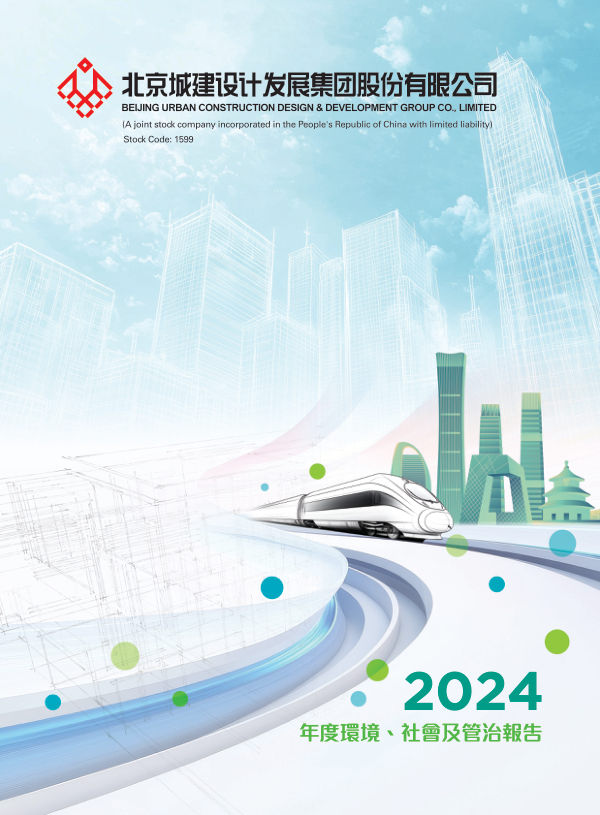 北京城建设计发展集团股份有限公司
BEIJING URBAN CONSTRUCTION DESIGN & DEVELOPMENT GROUP CO., LIMITED
(A joint stock company incorporated in the People's Republic of China with limited liability)
Stock Code: 1599
2024
年度環境、社會及管治報告